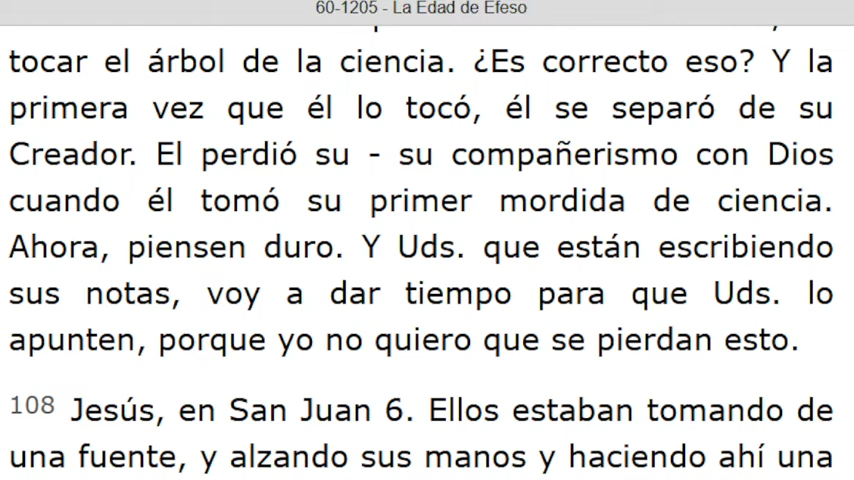 60-1205 - La Edad de Efeso
tocar el árbol de la ciencia. ¿Es correcto eso? Y la
primera vez que él lo tocó, él se separó de su
Creador. El perdió su - su compañerismo con Dios
cuando él tomó su primer mordida de ciencia.
Ahora, piensen duro. Y Uds. que están escribiendo
sus notas, voy a dar tiempo para que Uds. lo
apunten, porque yo no quiero que se pierdan esto.
108 Jesús, en San Juan 6. Ellos estaban tomando de
una fuente, y alzando sus manos y haciendo ahí una